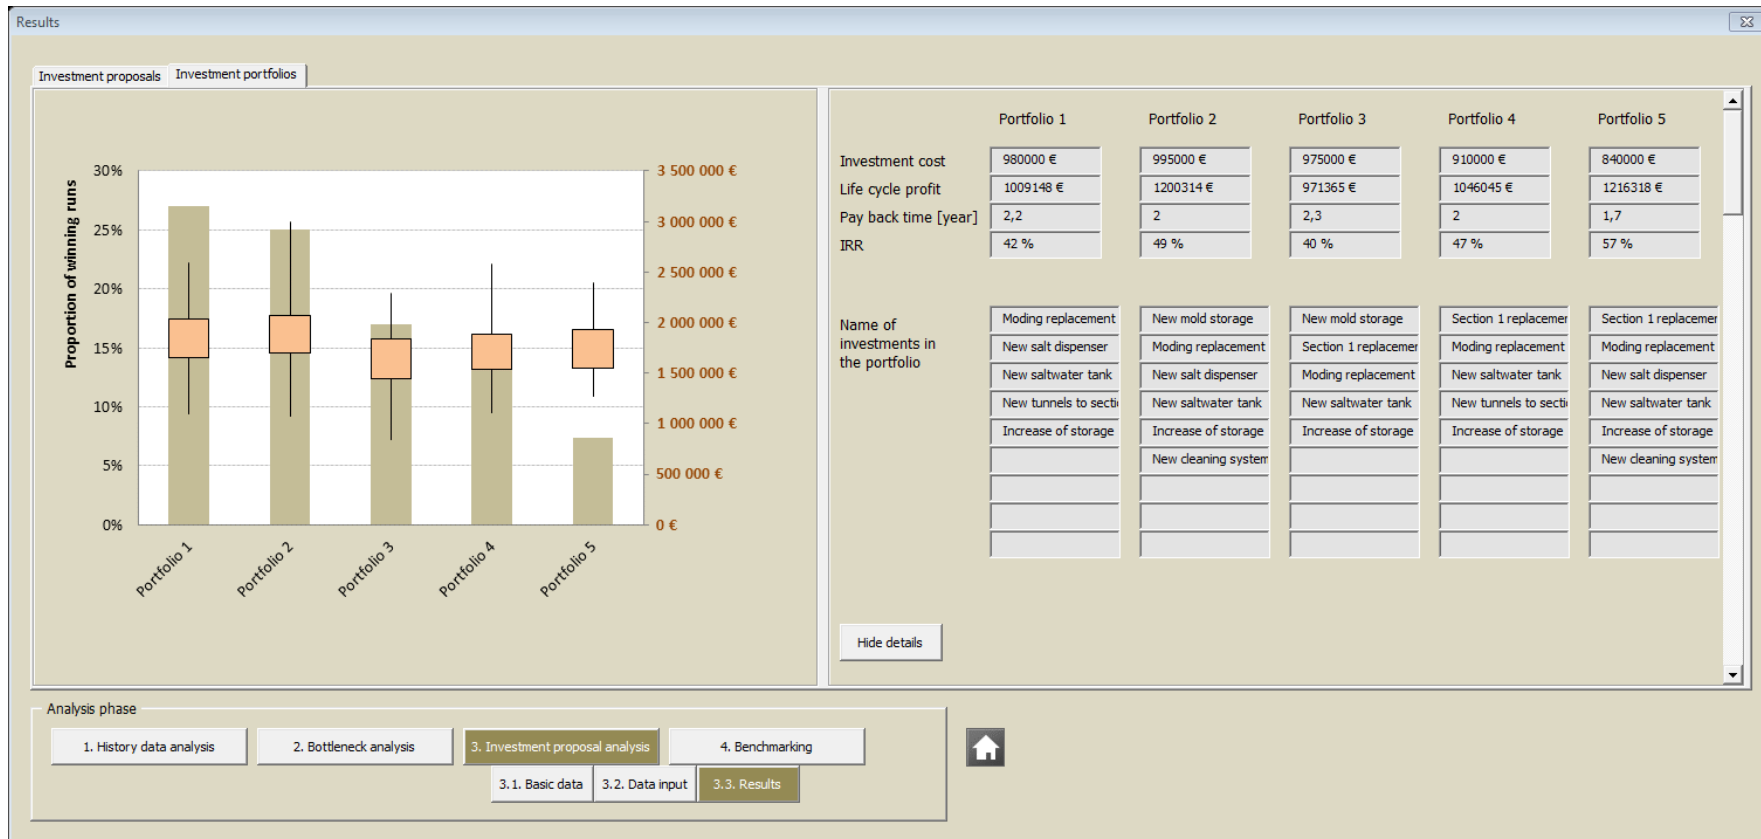 Results
Investment proposals Investment portfolios
Proportion of winning runs
30%
25%
20%
15%
10%
5%
0%
3 500 000 €
3 000 000 €
2 500 000 €
2 000 000 €
1 500 000 €
1 000 000 €
500 000 €
0 €
Portfolio 1
Portfolio 2
Portfolio 3
Portfolio 4
Portfolio 5
Portfolio 1 Portfolio 2 Portfolio 3 Portfolio 4 Portfolio 5
Investment cost 980000 € 995000 € 975000 € 910000 € 840000 €
Life cycle profit 1009148 € 1200314 € 971365 € 1046045 € 1216318 €
Pay back time [year] 2,2 2 2,3 2 1,7
IRR 42 % 49 % 40 % 47 % 57 %
Name of
investments in
the portfolio
Moding replacement New mold storage New mold storage Section 1 replacemer Section 1 replacemer
New salt dispenser Moding replacement Section 1 replacemer Moding replacement Moding replacement
New saltwater tank New salt dispenser Moding replacement New saltwater tank New salt dispenser
New tunnels to secti New saltwater tank New saltwater tank New tunnels to secti New saltwater tank
Increase of storage Increase of storage Increase of storage Increase of storage Increase of storage
New cleaning system New cleaning system
Hide details
Analysis phase
1. History data analysis 2. Bottleneck analysis 3. Investment proposal analysis 4. Benchmarking
3.1. Basic data 3.2. Data input 3.3. Results